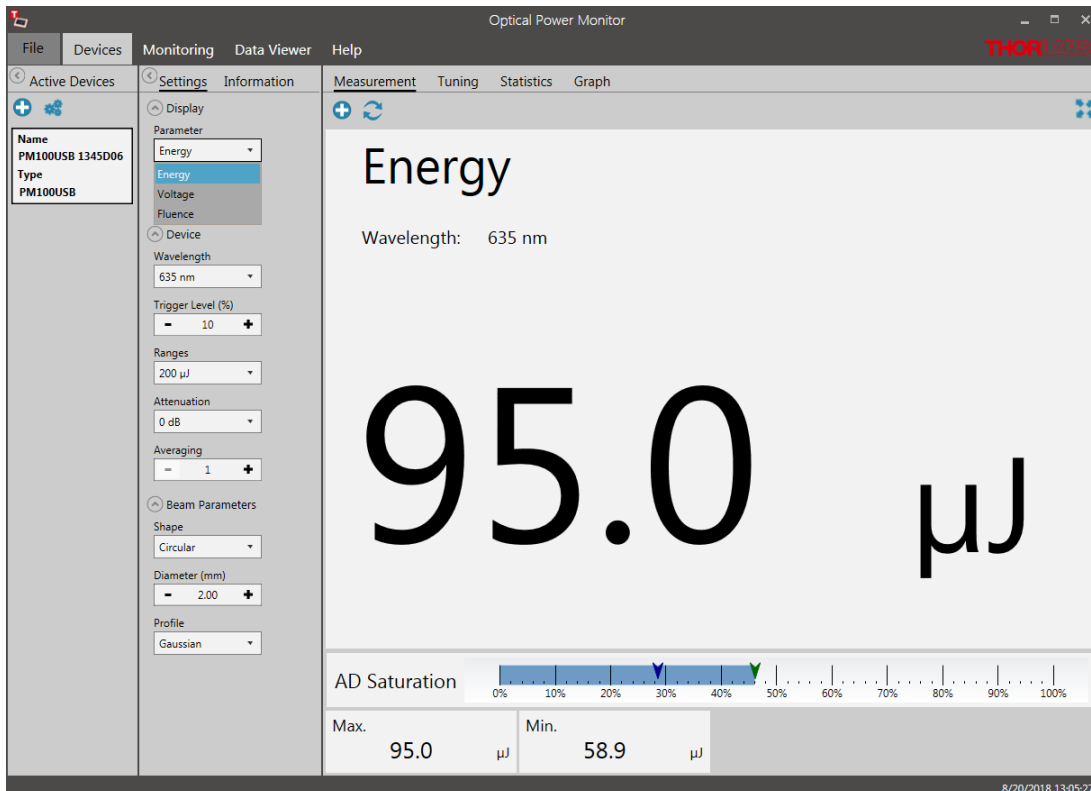 Optical Power Monitor
File Devices Monitoring Data Viewer Help
THORLABS
Active Devices
Name
PM100USB 1345D06
Type
PM100USB
Settings Information
Display
Parameter
Energy
Energy
Voltage
Fluence
Device
Wavelength
635 nm
Trigger Level (%)
- 10 +
Ranges
200 µJ
Attenuation
0 dB
Averaging
- 1 +
Beam Parameters
Shape
Circular
Diameter (mm)
- 2.00 +
Profile
Gaussian
Measurement Tuning Statistics Graph
Energy
Wavelength: 635 nm
95.0 µJ
AD Saturation
0% 10% 20% 30% 40% 50% 60% 70% 80% 90% 100%
Max.
95.0 µJ
Min.
58.9 µJ
8/20/2018